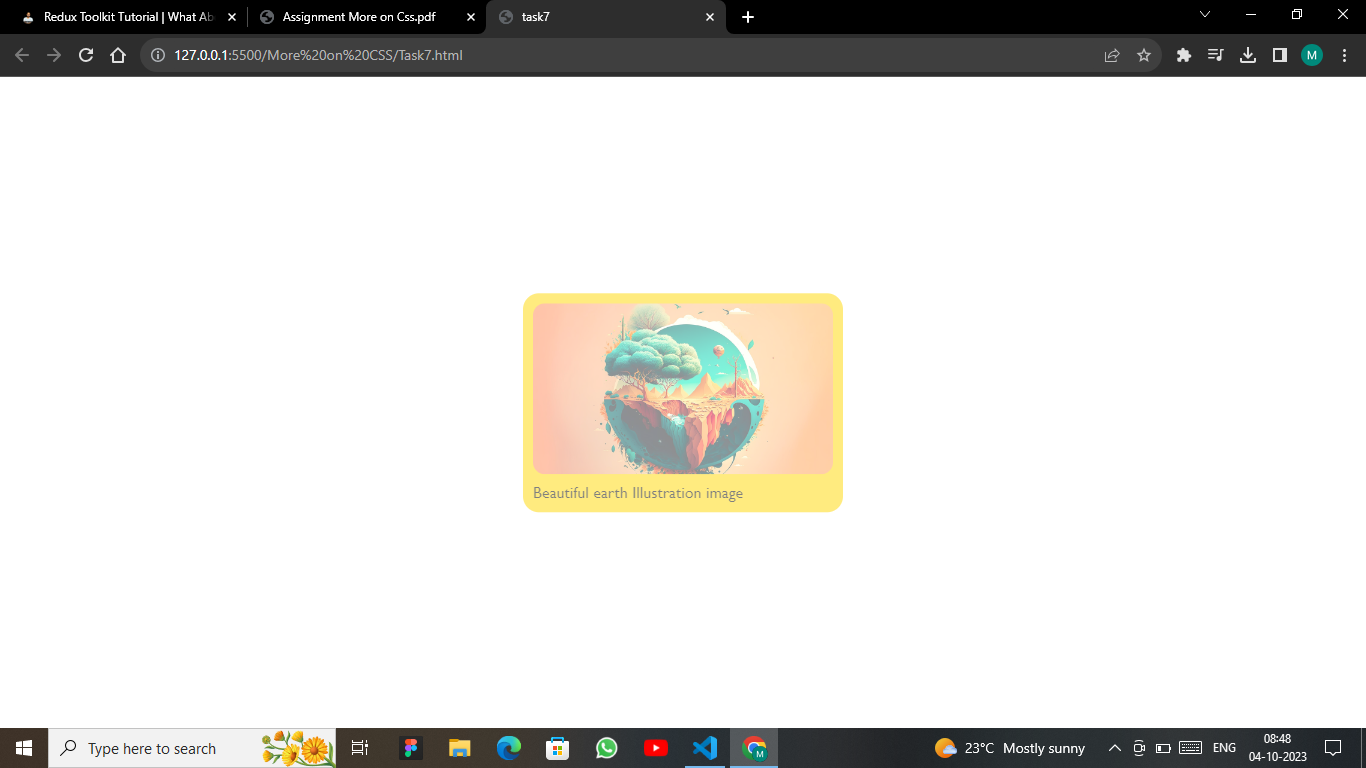 Redux Toolkit Tutorial | What Ab
Assignment More on Css.pdf
task7
127.0.0.1:5500/More%20on%20CSS/Task7.html
M
Beautiful earth Illustration image
Type here to search
M
23°C Mostly sunny
ENG
08:48
04-10-2023